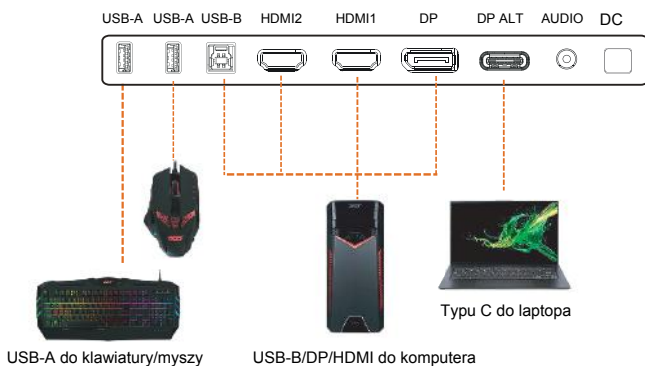 USB-A USB-A USB-B HDMI2 HDMI1 DP DP ALT AUDIO DC
Typu C do laptopa
USB-A do klawiatury/myszy USB-B/DP/HDMI do komputera